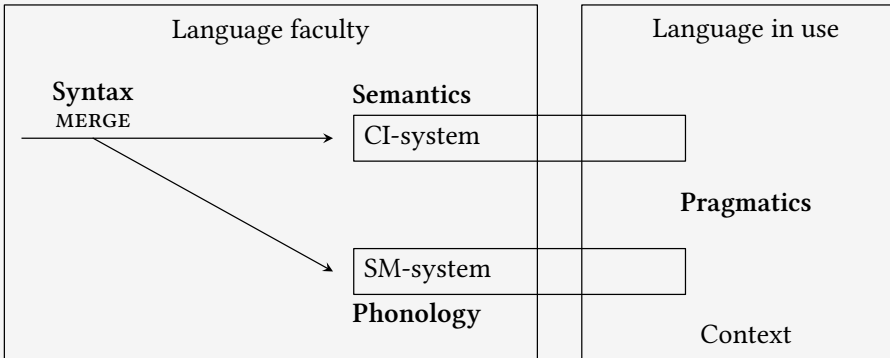 Language faculty
Language in use
Syntax
MERGE
Semantics
CI-system
Pragmatics
SM-system
Phonology
Context